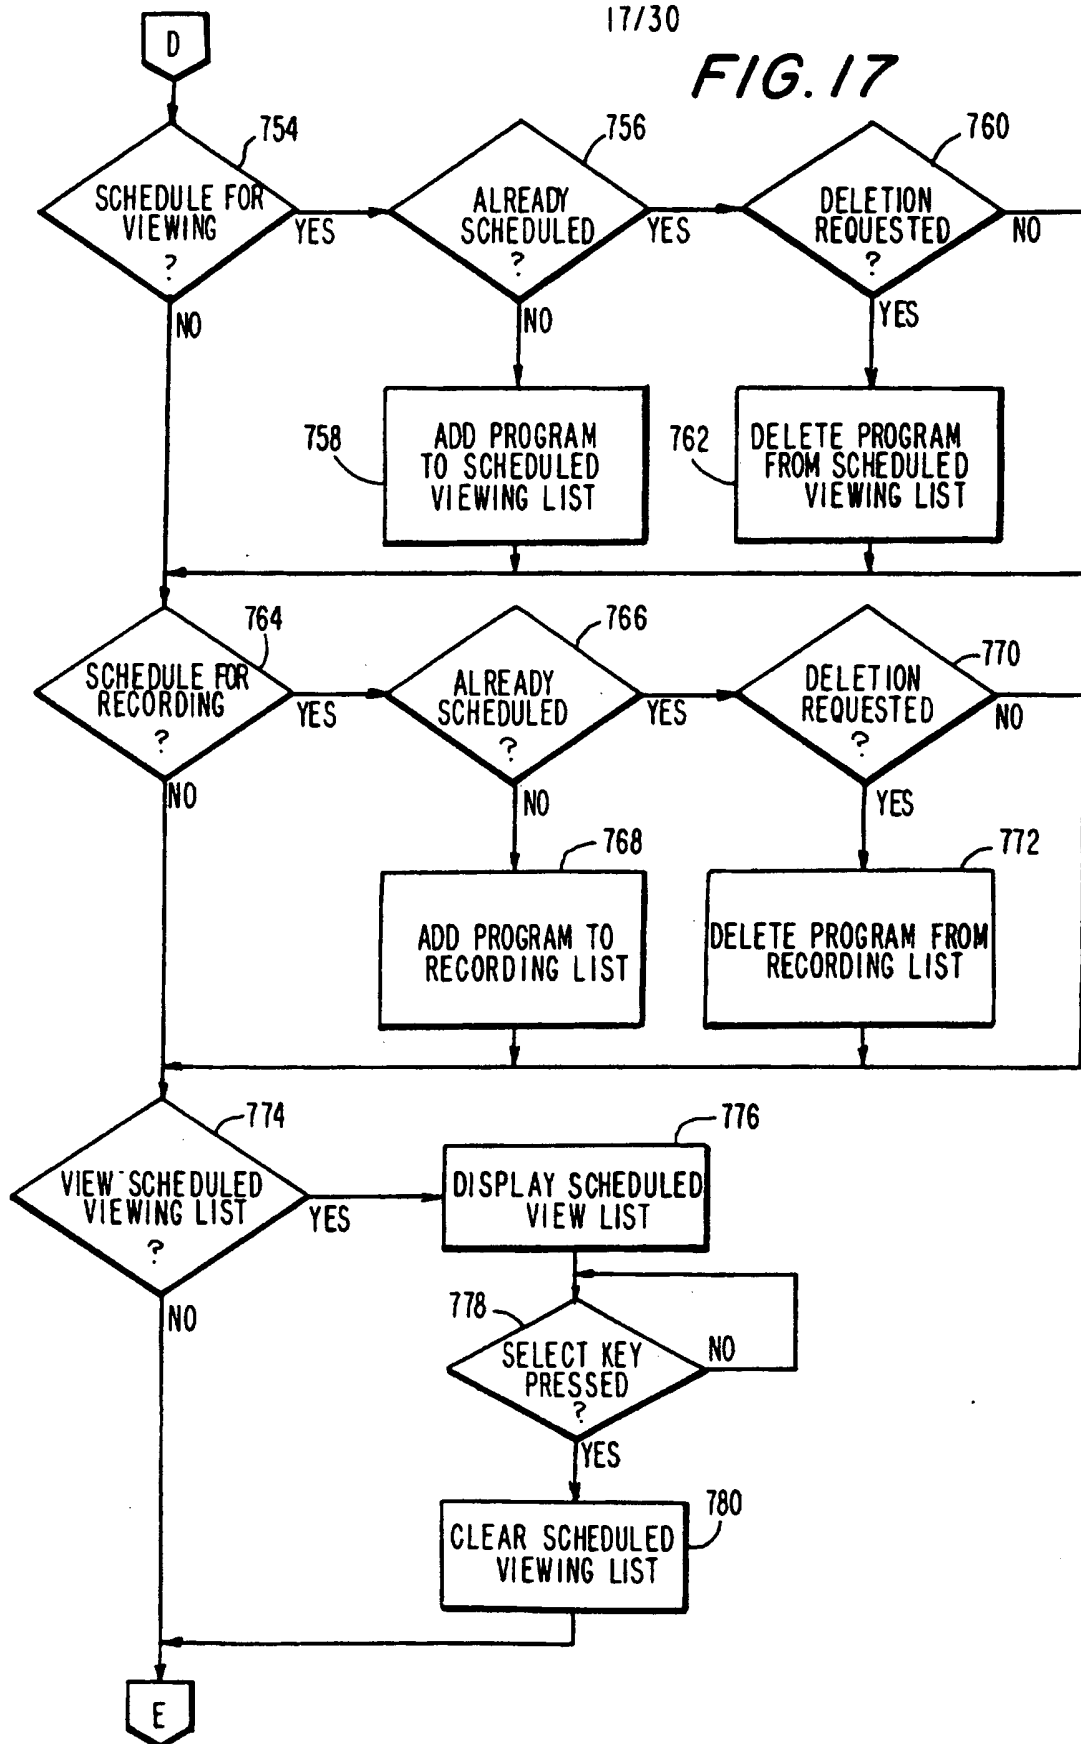 17/30
FIG. 17
D
754
SCHEDULE FOR
VIEWING
?
YES
NO
756
ALREADY
SCHEDULED
?
YES
NO
760
DELETION
REQUESTED
?
NO
YES
758
ADD PROGRAM
TO SCHEDULED
VIEWING LIST
762
DELETE PROGRAM
FROM SCHEDULED
VIEWING LIST
764
SCHEDULE FOR
RECORDING
?
YES
NO
766
ALREADY
SCHEDULED
?
YES
NO
770
DELETION
REQUESTED
?
NO
YES
768
ADD PROGRAM TO
RECORDING LIST
772
DELETE PROGRAM FROM
RECORDING LIST
774
VIEW SCHEDULED
VIEWING LIST
?
YES
NO
776
DISPLAY SCHEDULED
VIEW LIST
778
SELECT KEY
PRESSED
?
NO
YES
780
CLEAR SCHEDULED
VIEWING LIST
E